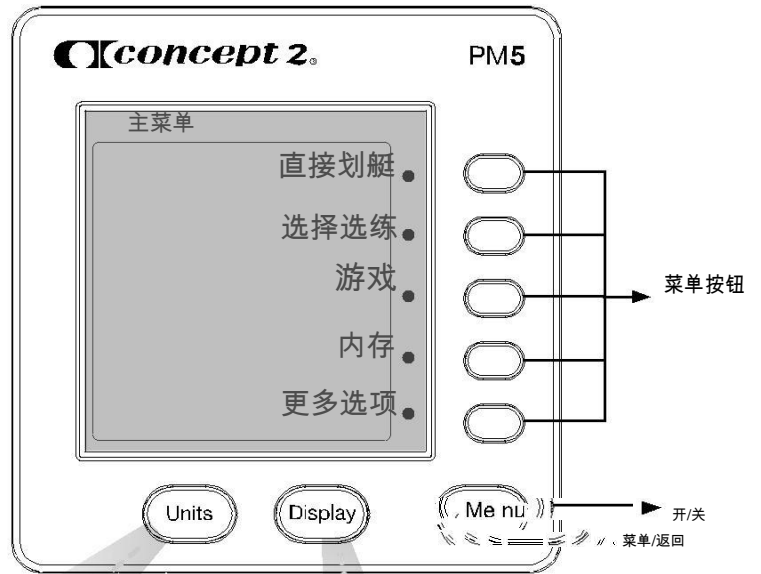 concept 2® PM5
主菜单
直接划艇
选择选练
游戏
菜单按钮
内存
更多选项
Units Display Menu
开/关
菜单/返回